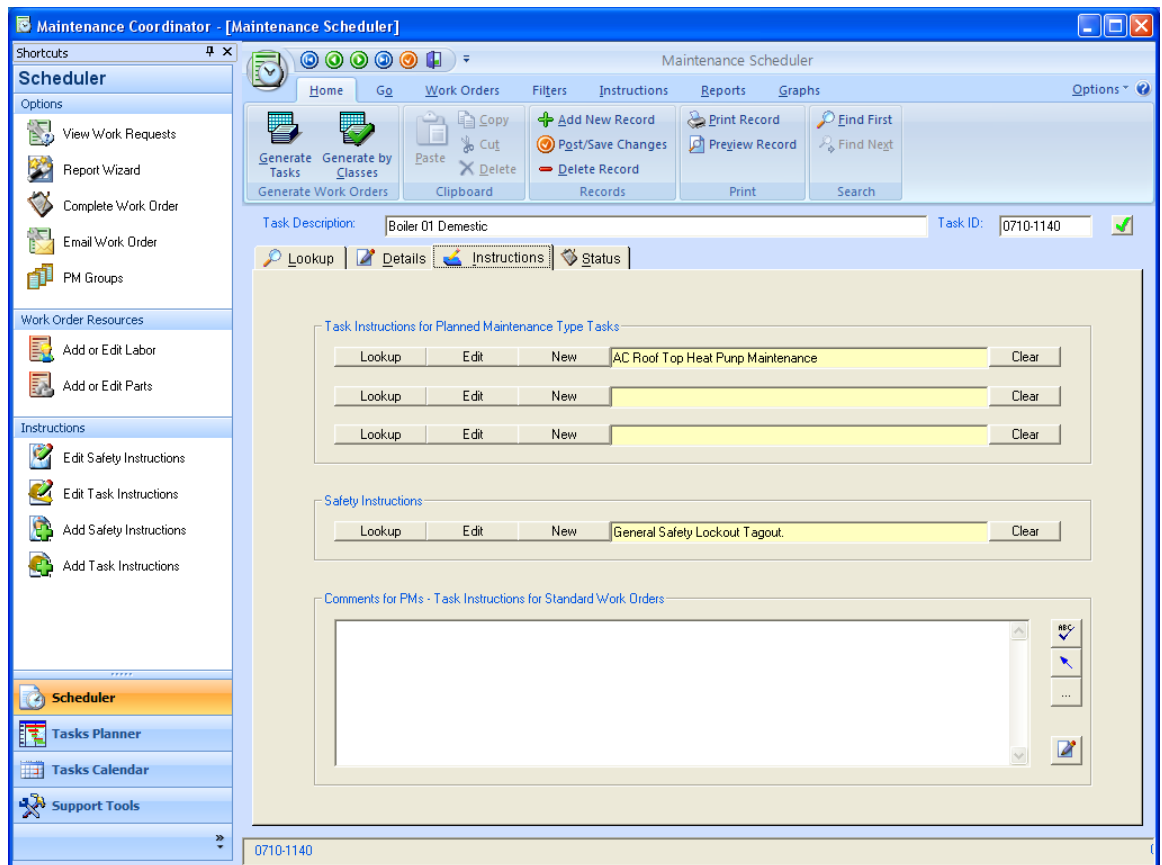 Maintenance Coordinator - [Maintenance Scheduler]
Shortcuts
Scheduler
Options
View Work Requests
Report Wizard
Complete Work Order
Email Work Order
PM Groups
Work Order Resources
Add or Edit Labor
Add or Edit Parts
Instructions
Edit Safety Instructions
Edit Task Instructions
Add Safety Instructions
Add Task Instructions
Scheduler
Tasks Planner
Tasks Calendar
Support Tools
Maintenance Scheduler
Home Go Work Orders Filters Instructions Reports Graphs Options
Generate Tasks
Generate by Classes
Generate Work Orders
Paste
Copy
Cut
Delete
Clipboard
Add New Record
Post/Save Changes
Delete Record
Records
Print Record
Preview Record
Print
Find First
Find Next
Search
Task Description: Boiler 01 Demestic Task ID: 0710-1140
Lookup Details Instructions Status
Task Instructions for Planned Maintenance Type Tasks
Lookup Edit New AC Roof Top Heat Punp Maintenance Clear
Lookup Edit New Clear
Lookup Edit New Clear
Safety Instructions
Lookup Edit New General Safety Lockout Tagout. Clear
Comments for PMs - Task Instructions for Standard Work Orders
ABC
...
0710-1140